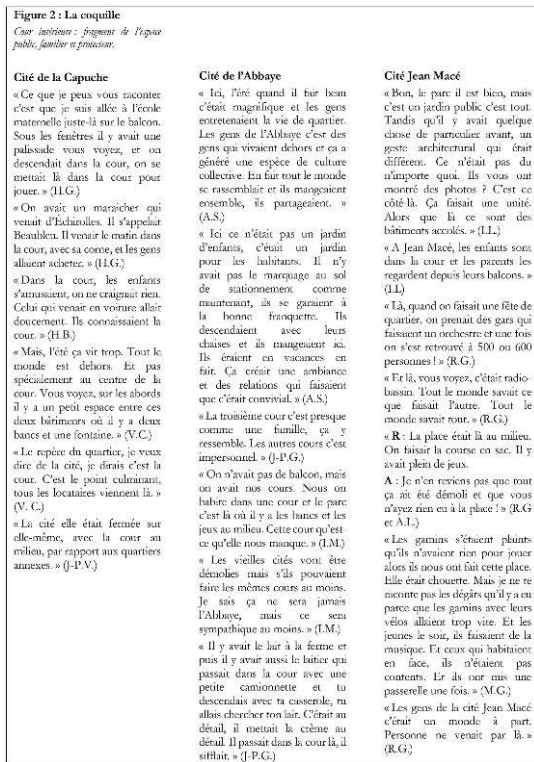 Figure 2 : La coquille
Cour intérieure : fragment de l'espace
public, familier et protecteur.
Cité de la Capuche
« Ce que je peux vous raconter
c'est que je suis allée à l'école
maternelle juste-là sur le balcon.
Sous les fenêtres il y avait une
palissade vous voyez, et on
descendait dans la cour, on se
mettait là dans la cour pour
jouer. » (H.G.)
« On avait un maraîcher qui
venait d'Échirolles. Il s'appelait
Beaubleu. Il venait le matin dans
la cour, avec sa corne, et les gens
allaient acheter. » (H.G.)
« Dans la cour, les enfants
s'amusaient, on ne craignait rien.
Celui qui venait en voiture allait
doucement. Ils connaissaient la
cour. » (H.B.)
« Mais, l'été ça vit trop. Tout le
monde est dehors. Et pas
spécialement au centre de la
cour. Vous voyez, sur les abords
il y a un petit espace entre ces
deux bâtiments où il y a deux
bancs et une fontaine. » (V.C.)
« Le repère du quartier, je veux
dire de la cité, je dirais c'est la
cour. C'est le point culminant,
tous les locataires viennent là. »
(V. C.)
« La cité elle était fermée sur
elle-même, avec la cour au
milieu, par rapport aux quartiers
annexes. » (J-P.V.)
Cité de l'Abbaye
« Ici, l'été quand il fait beau
c'était magnifique et les gens
entretenaient la vie de quartier.
Les gens de l'Abbaye c'est des
gens qui vivaient dehors et ça a
généré une espèce de culture
collective. En fait tout le monde
se rassemblait et ils mangeaient
ensemble, ils partageaient. »
(A.S.)
« Ici ce n'était pas un jardin
d'enfants, c'était un jardin
pour les habitants. Il n'y
avait pas le marquage au sol
de stationnement comme
maintenant, ils se garaient à
la bonne franquette. Ils
descendaient avec leurs
chaises et ils mangeaient ici.
Ils étaient en vacances en
fait. Ça créait une ambiance
et des relations qui faisaient
que c'était convivial. » (A.S.)
« La troisième cour c'est presque
comme une famille, ça y
ressemble. Les autres cours c'est
impersonnel. » (J-P.G.)
« On n'avait pas de balcon, mais
on avait nos cours. Nous on
habite dans une cour et le parc
c'est là où il y a les bancs et les
jeux au milieu. Cette cour qu'est-
ce qu'elle nous manque. » (I.M.)
« Les vieilles cités vont être
démolies mais s'ils pouvaient
faire les mêmes cours au moins.
Je sais ça ne sera jamais
l'Abbaye, mais ce sera
sympathique au moins. » (I.M.)
« Il y avait le lait à la ferme et
puis il y avait aussi le laitier qui
passait dans la cour avec une
petite camionnette et tu
descendais avec ta casserole, tu
allais chercher ton lait. C'était au
détail, il mettait la crème au
détail. Il passait dans la cour là, il
sifflait. » (J-P.G.)
Cité Jean Macé
« Bon, le parc il est bien, mais
c'est un jardin public c'est tout.
Tandis qu'il y avait quelque
chose de particulier avant, un
geste architectural qui était
différent. Ce n'était pas du
n'importe quoi. Ils vous ont
montré des photos ? C'est ce
côté-là. Ça faisait une unité.
Alors que là ce sont des
bâtiments accolés. » (I.L.)
« A Jean Macé, les enfants sont
dans la cour et les parents les
regardent depuis leurs balcons. »
(I.L)
« Là, quand on faisait une fête de
quartier, on prenait des gars qui
faisaient un orchestre et une fois
on s'est retrouvé à 500 ou 600
personnes ! » (R.G.)
« Et là, vous voyez, c'était radio-
bassin. Tout le monde savait ce
que faisait l'autre. Tout le
monde savait tout. » (R.G.)
« R : La place était là au milieu.
On faisait la course en sac. Il y
avait plein de jeux.
A : Je n'en reviens pas que tout
ça ait été démoli et que vous
n'ayez rien eu à la place ! » (R.G
et A.L.)
« Les gamins s'étaient plaints
qu'ils n'avaient rien pour jouer
alors ils nous ont fait cette place.
Elle était chouette. Mais je ne te
raconte pas les dégâts qu'il y a eu
parce que les gamins avec leurs
vélos allaient trop vite. Et les
jeunes le soir, ils faisaient de la
musique. Et ceux qui habitaient
en face, ils n'étaient pas
contents. Et ils ont mis une
passerelle une fois. » (M.G.)
« Les gens de la cité Jean Macé
c'était un monde à part.
Personne ne venait par là. »
(R.G.)